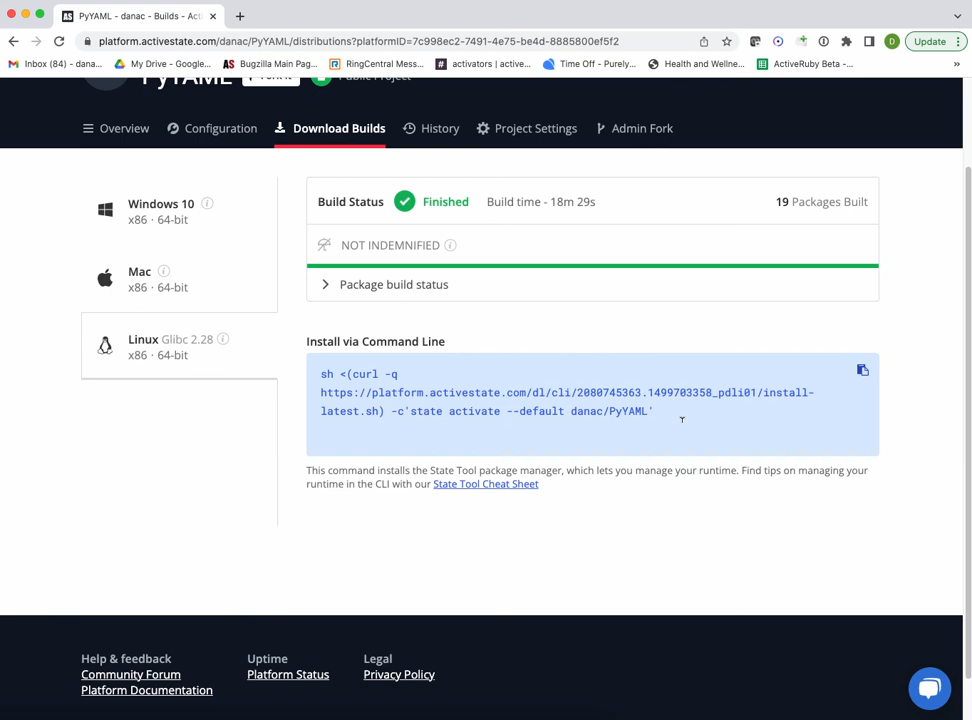 PyYAML - danac - Builds - Acti
platform.activestate.com/danac/PyYAML/distributions?platformID=7c998ec2-7491-4e75-be4d-8885800ef5f2
Update
Inbox (84) - dana...
My Drive - Google...
Bugzilla Main Pag...
RingCentral Mess...
activators | active...
Time Off - Purely...
Health and Wellne...
ActiveRuby Beta -...
»
PyYAML
Public Project
Overview
Configuration
Download Builds
History
Project Settings
Admin Fork
Windows 10
x86 · 64-bit
Mac
x86 · 64-bit
Linux Glibc 2.28
x86 · 64-bit
Build Status Finished Build time - 18m 29s 19 Packages Built
NOT INDEMNIFIED
Package build status
Install via Command Line
sh <(curl -q
https://platform.activestate.com/dl/cli/2080745363.1499703358_pdli01/install-
latest.sh) -c'state activate --default danac/PyYAML'
This command installs the State Tool package manager, which lets you manage your runtime. Find tips on managing your
runtime in the CLI with our State Tool Cheat Sheet
Help & feedback
Community Forum
Platform Documentation
Uptime
Platform Status
Legal
Privacy Policy